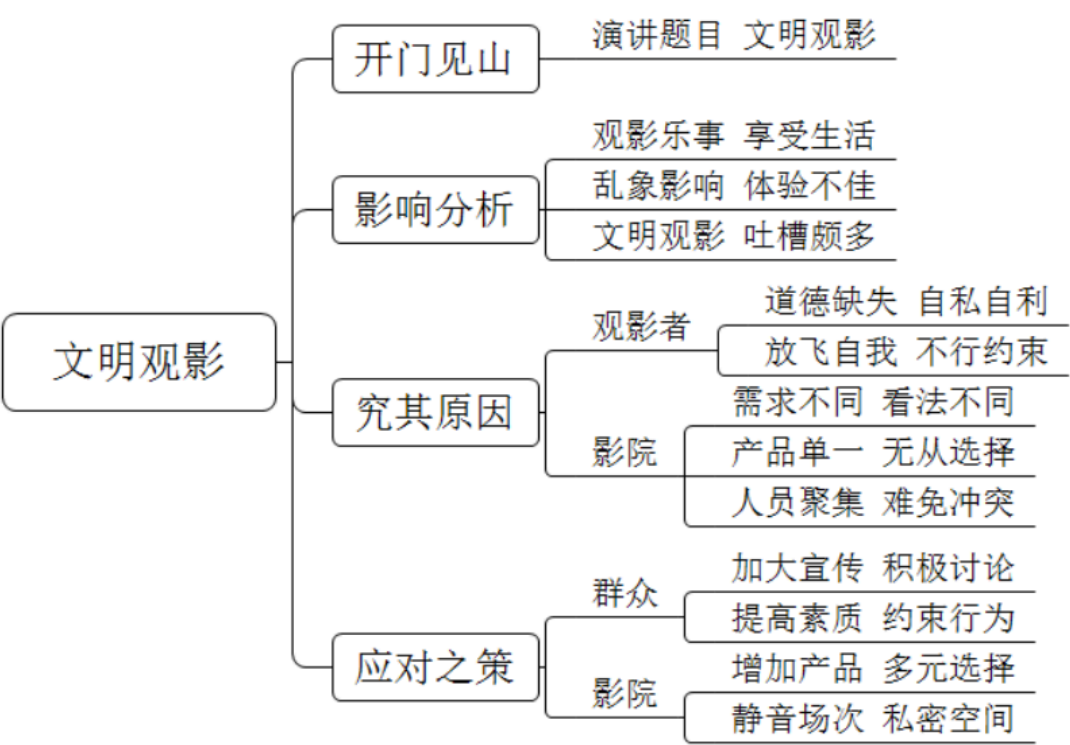 文明观影
开门见山
演讲题目 文明观影
影响分析
观影乐事 享受生活
乱象影响 体验不佳
文明观影 吐槽颇多
究其原因
观影者
道德缺失 自私自利
放飞自我 不行约束
影院
需求不同 看法不同
产品单一 无从选择
人员聚集 难免冲突
应对之策
群众
加大宣传 积极讨论
提高素质 约束行为
影院
增加产品 多元选择
静音场次 私密空间